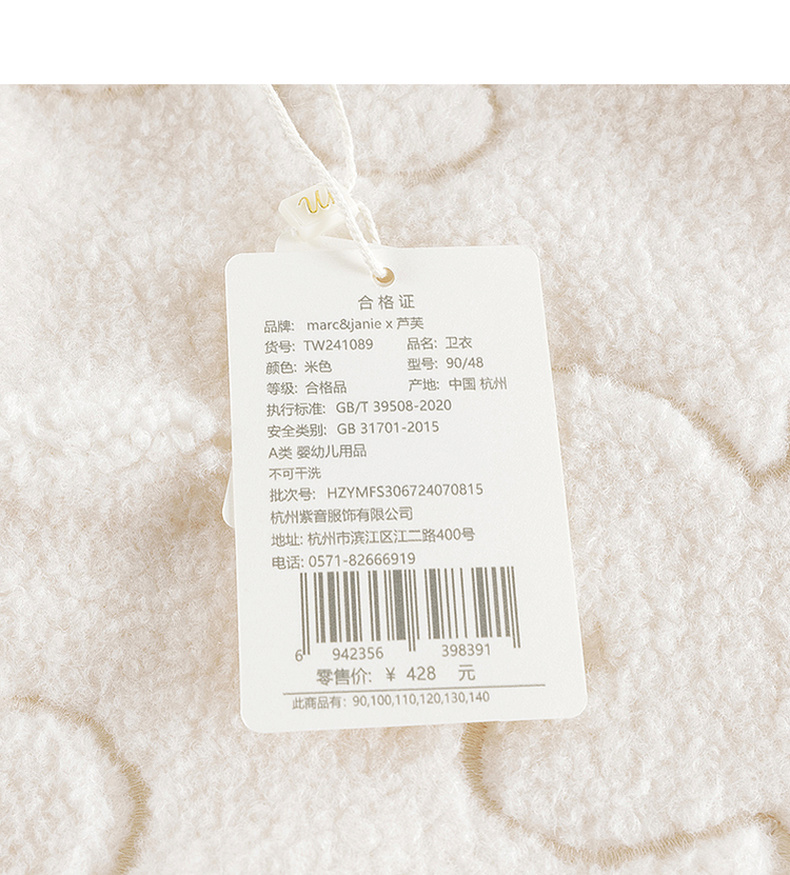 合格证
品牌: marc&janie x 芦芙
货号: TW241089 品名: 卫衣
颜色: 米色 型号: 90/48
等级: 合格品 产地: 中国 杭州
执行标准: GB/T 39508-2020
安全类别: GB 31701-2015
A类 婴幼儿用品
不可干洗
批次号: HZYMFS306724070815
杭州紫音服饰有限公司
地址: 杭州市滨江区江二路400号
电话: 0571-82666919
6 942356 398391
零售价: ¥ 428 元
此商品有: 90,100,110,120,130,140